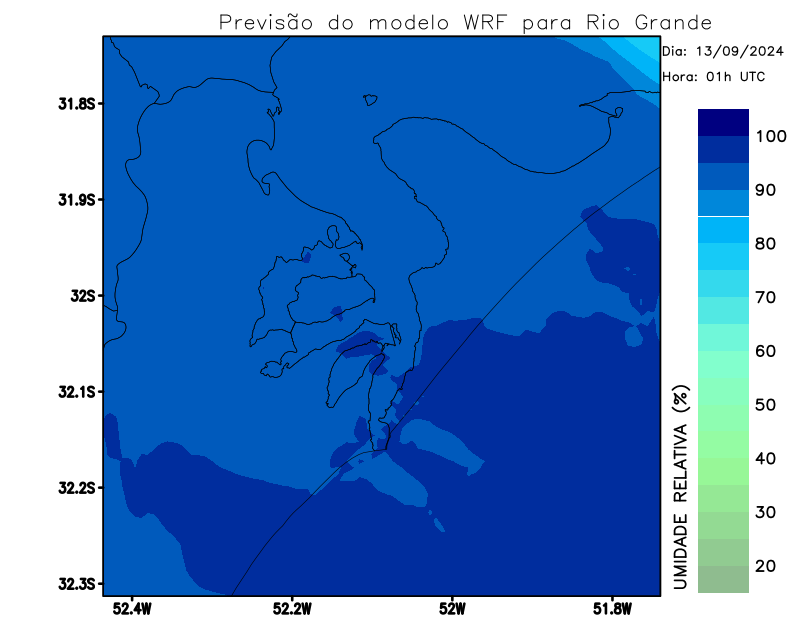 Previsão do modelo WRF para Rio Grande
Dia: 13/09/2024
Hora: 01h UTC
31.8S
31.9S
32S
32.1S
32.2S
32.3S
52.4W
52.2W
52W
51.8W
UMIDADE RELATIVA (%)
100
90
80
70
60
50
40
30
20